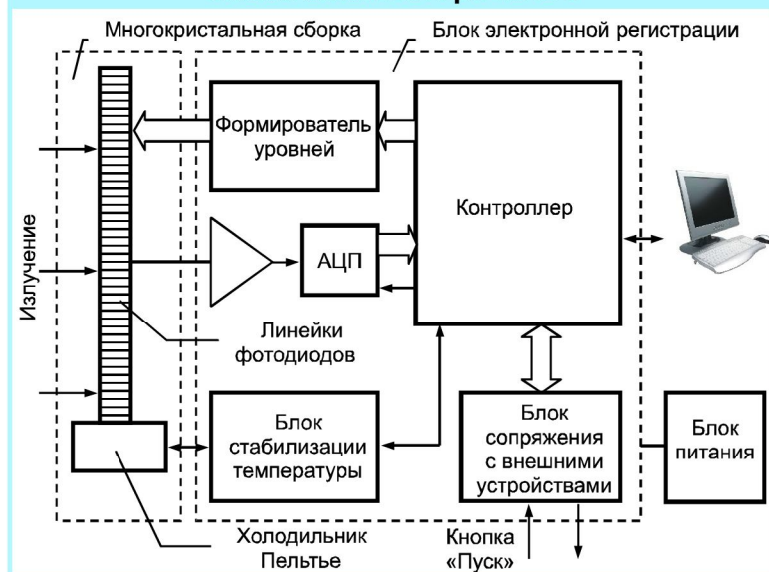 Многокристальная сборка
Блок электронной регистрации
Формирователь
уровней
Контроллер
Излучение
АЦП
Линейки
фотодиодов
Блок
стабилизации
температуры
Блок
сопряжения
с внешними
устройствами
Блок
питания
Холодильник
Пельтье
Кнопка
«Пуск»